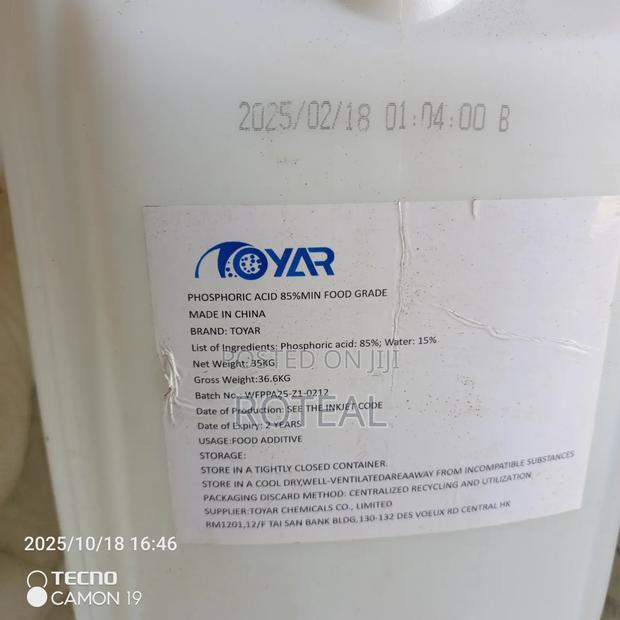 2025/02/18 01:04:00 B
TOYAR
PHOSPHORIC ACID 85%MIN FOOD GRADE
MADE IN CHINA
BRAND: TOYAR
List of Ingredients: Phosphoric acid: 85%; Water: 15%
POSTED ON JIJI
Net Weight: 35KG
Gross Weight:36.6KG
Batch No.: WFPPA25-Z1-0212
ROTEAL
Date of Production: SEE THE INKJET CODE
Date of Expiry: 2 YEARS
USAGE:FOOD ADDITIVE
STORAGE:
STORE IN A TIGHTLY CLOSED CONTAINER.
STORE IN A COOL DRY,WELL-VENTILATEDAREAAWAY FROM INCOMPATIBLE SUBSTANCES
PACKAGING DISCARD METHOD: CENTRALIZED RECYCLING AND UTILIZATION
SUPPLIER:TOYAR CHEMICALS CO., LIMITED
RM1201,12/F TAI SAN BANK BLDG,130-132 DES VOEUX RD CENTRAL HK
2025/10/18 16:46
TECNO
CAMON 19